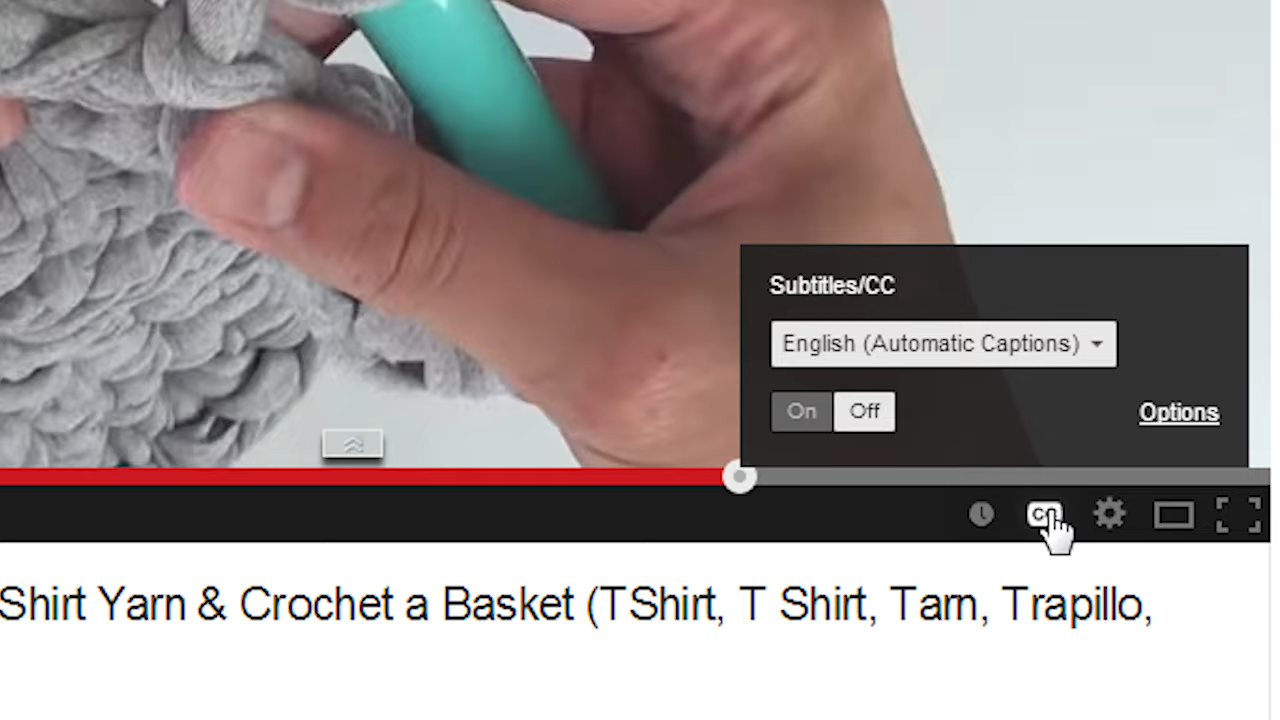 Subtitles/CC
English (Automatic Captions)
On Off Options
CC
Shirt Yarn & Crochet a Basket (TShirt, T Shirt, Tarn, Trapillo,